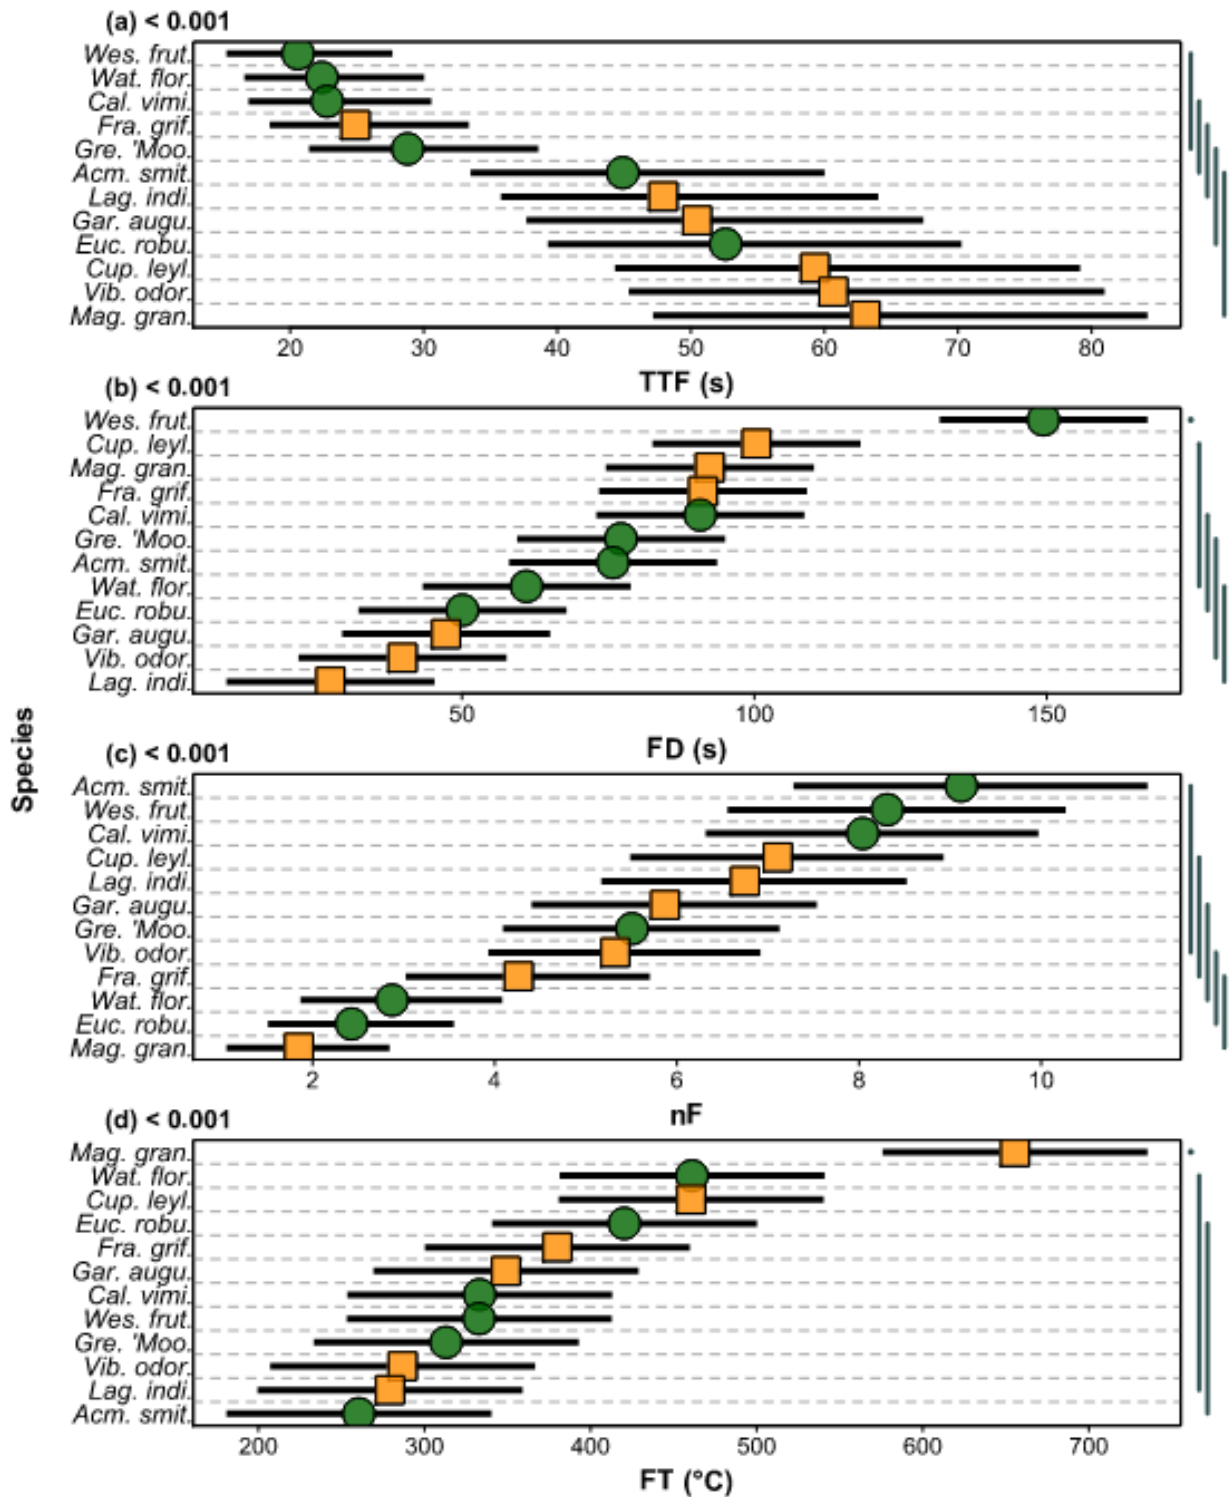 (a) < 0.001
Wes. frut.
Wat. flor.
Cal. vimi.
Fra. grif.
Gre. 'Moo.
Acm. smit.
Lag. indi.
Gar. augu.
Euc. robu.
Cup. leyl.
Vib. odor.
Mag. gran.
20 30 40 50 60 70 80
TTF (s)
(b) < 0.001
Wes. frut.
Cup. leyl.
Mag. gran.
Fra. grif.
Cal. vimi.
Gre. 'Moo.
Acm. smit.
Wat. flor.
Euc. robu.
Gar. augu.
Vib. odor.
Lag. indi.
50 100 150
FD (s)
Species
(c) < 0.001
Acm. smit.
Wes. frut.
Cal. vimi.
Cup. leyl.
Lag. indi.
Gar. augu.
Gre. 'Moo.
Vib. odor.
Fra. grif.
Wat. flor.
Euc. robu.
Mag. gran.
2 4 6 8 10
nF
(d) < 0.001
Mag. gran.
Wat. flor.
Cup. leyl.
Euc. robu.
Fra. grif.
Gar. augu.
Cal. vimi.
Wes. frut.
Gre. 'Moo.
Vib. odor.
Lag. indi.
Acm. smit.
200 300 400 500 600 700
FT (°C)